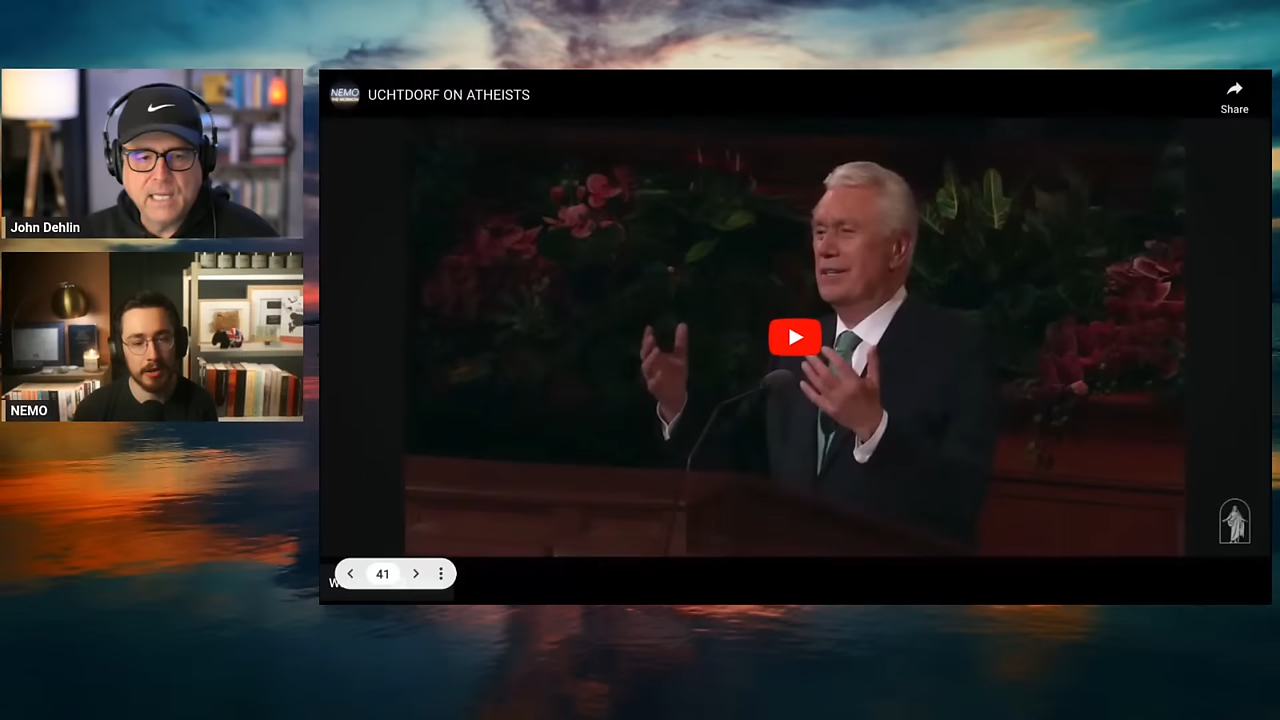 John Dehlin
NEMO
NEMO
UCHTDORF ON ATHEISTS
Share
W
41